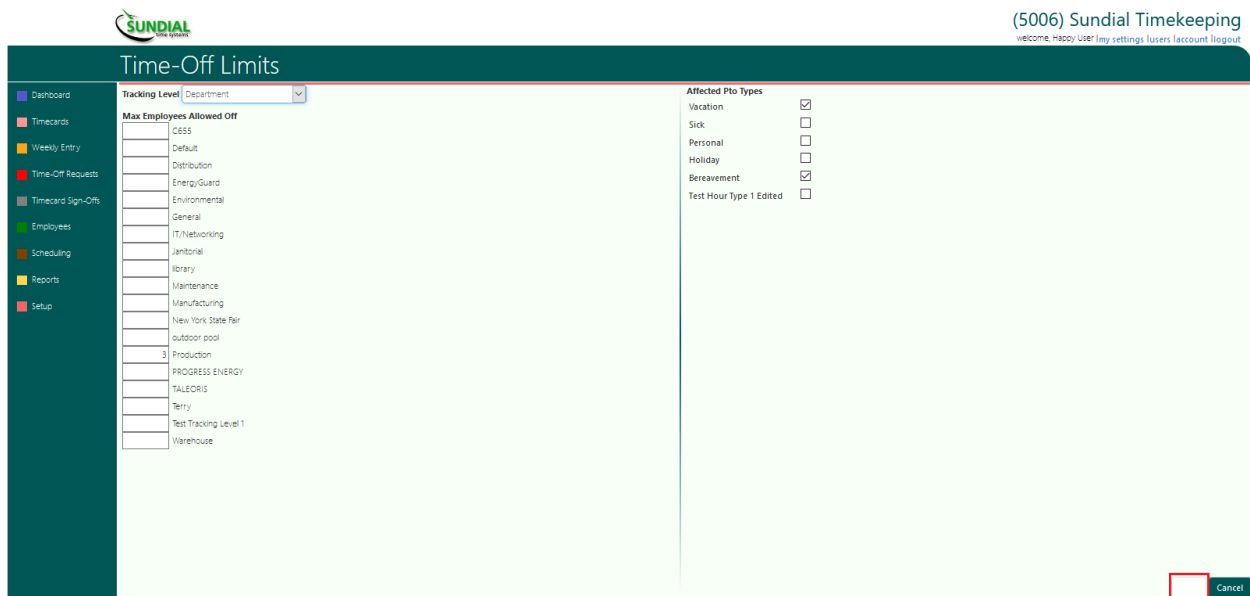 SUNDIAL
time systems
(5006) Sundial Timekeeping
welcome, Happy User |my settings |users |account |logout
Time-Off Limits
Dashboard
Timecards
Weekly Entry
Time-Off Requests
Timecard Sign-Offs
Employees
Scheduling
Reports
Setup
Tracking Level Department
Max Employees Allowed Off
C655
Default
Distribution
EnergyGuard
Environmental
General
IT/Networking
Janitorial
library
Maintenance
Manufacturing
New York State Fair
outdoor pool
3 Production
PROGRESS ENERGY
TALEORIS
Terry
Test Tracking Level 1
Warehouse
Affected Pto Types
Vacation
Sick
Personal
Holiday
Bereavement
Test Hour Type 1 Edited
Cancel